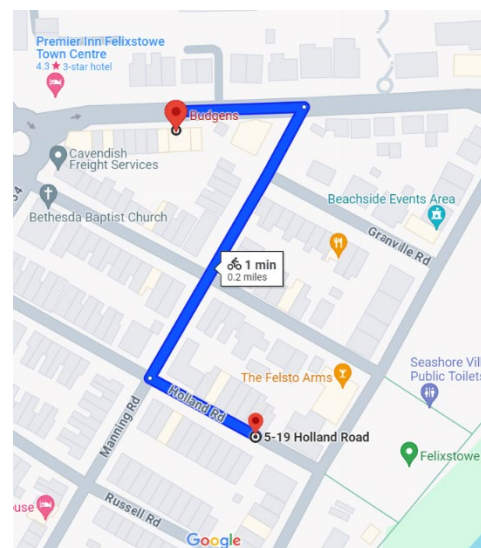 Premier Inn Felixstowe
Town Centre
4.3 ★ 3-star hotel
Budgens
Cavendish
Freight Services
Bethesda Baptist Church
Beachside Events Area
Granville Rd
1 min
0.2 miles
The Felsto Arms
Seashore Vil
Public Toilets
Holland Rd
5-19 Holland Road
Manning Rd
Felixstowe
Russell Rd
ouse
Google